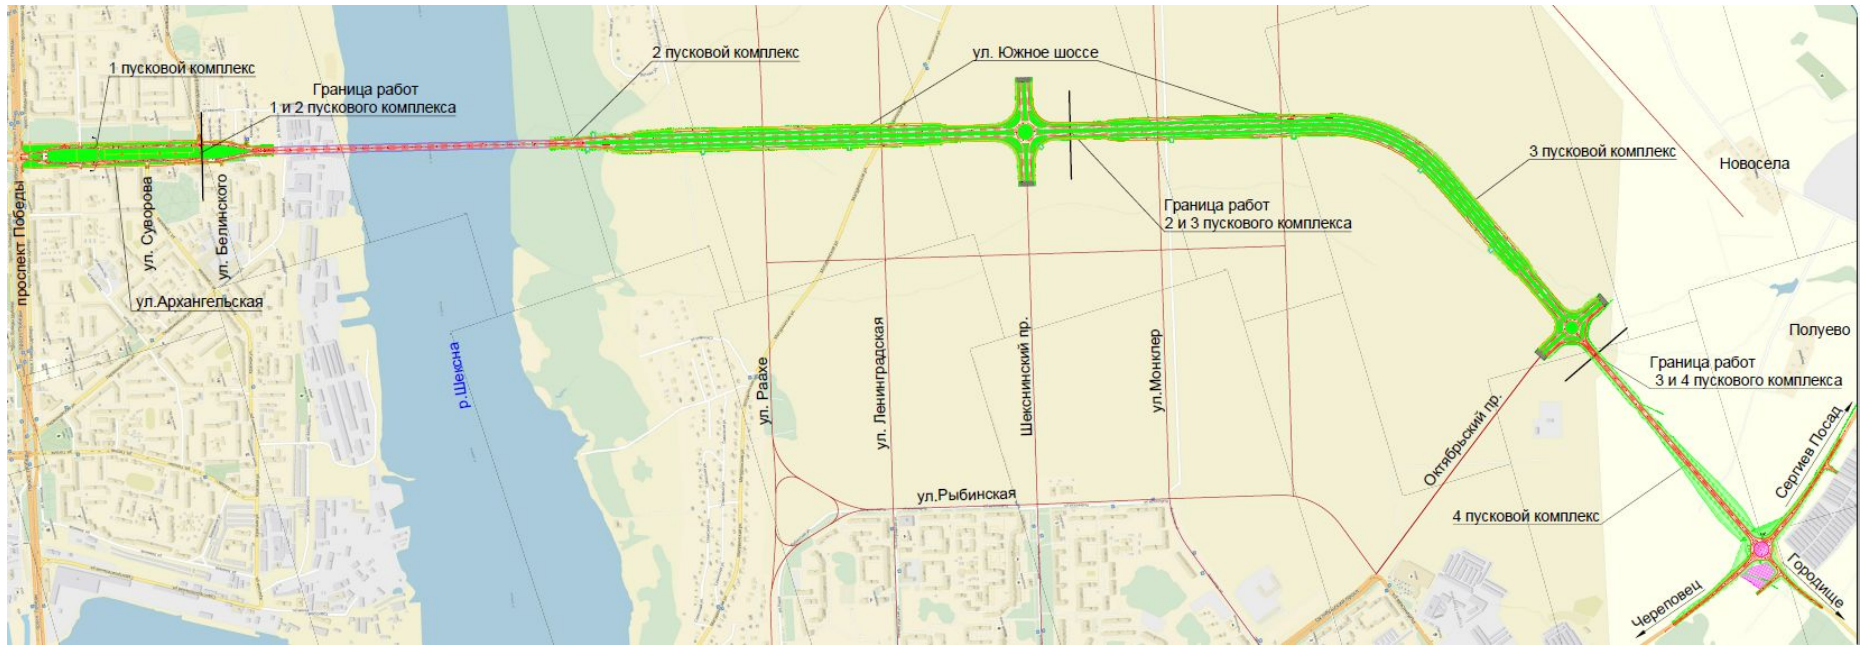 1 пусковой комплекс
Граница работ
1 и 2 пускового комплекса
2 пусковой комплекс
ул. Южное шоссе
3 пусковой комплекс
Новосела
Граница работ
2 и 3 пускового комплекса
проспект Победы
ул. Суворова
ул. Белинского
ул.Архангельская
р.Шексна
ул. Раахе
ул. Ленинградская
Шекснинский пр.
ул.Монклер
Октябрьский пр.
Полуево
Граница работ
3 и 4 пускового комплекса
ул.Рыбинская
4 пусковой комплекс
Сергиев Посад
Череповец
Городище